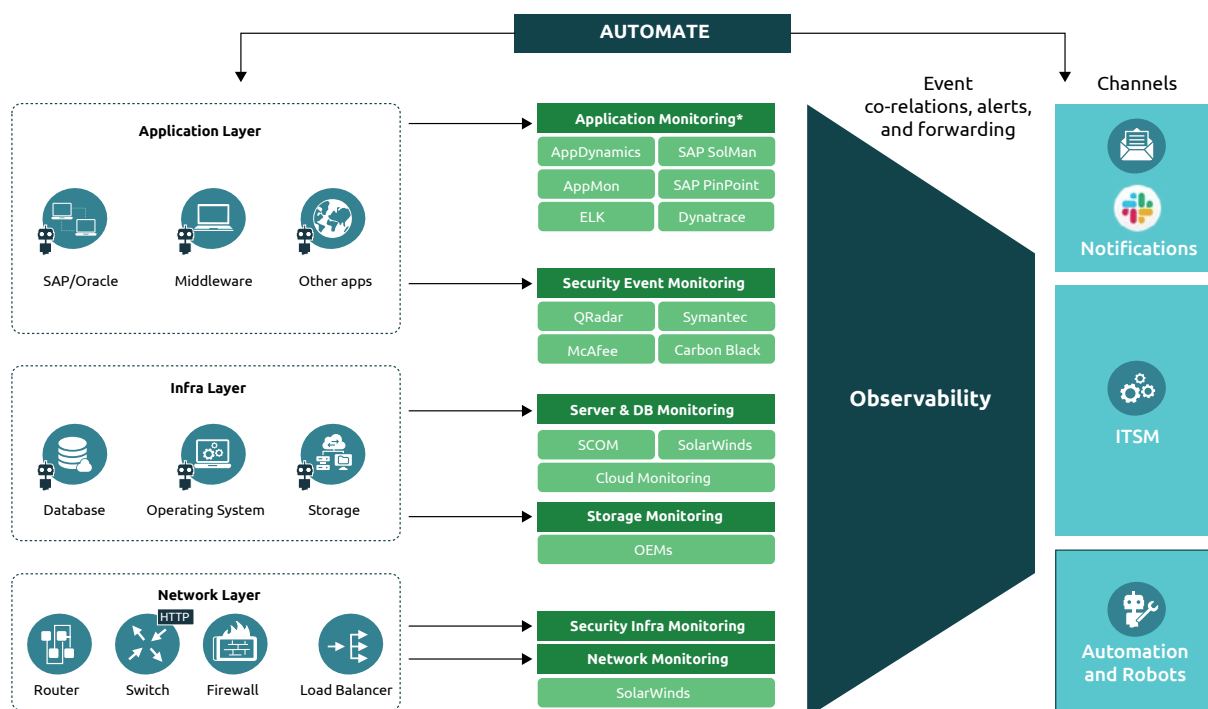 AUTOMATE
Event
co-relations, alerts,
and forwarding
Channels
Application Layer
SAP/Oracle
Middleware
Other apps
Application Monitoring*
AppDynamics
SAP SolMan
AppMon
SAP PinPoint
ELK
Dynatrace
Security Event Monitoring
QRadar
Symantec
McAfee
Carbon Black
Infra Layer
Database
Operating System
Storage
Server & DB Monitoring
SCOM
SolarWinds
Cloud Monitoring
Storage Monitoring
OEMs
Network Layer
HTTP
Router
Switch
Firewall
Load Balancer
Security Infra Monitoring
Network Monitoring
SolarWinds
Observability
Notifications
ITSM
Automation
and Robots